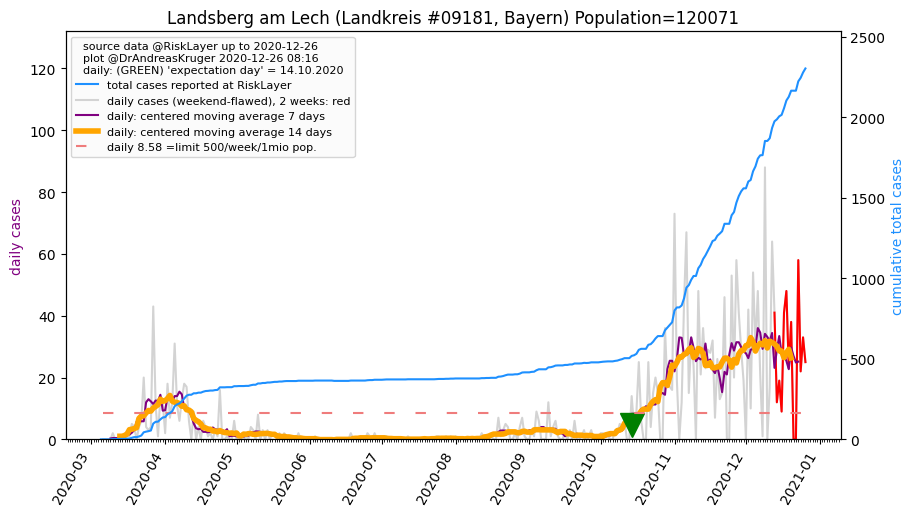 Landsberg am Lech (Landkreis #09181, Bayern) Population=120071
source data @RiskLayer up to 2020-12-26
plot @DrAndreasKruger 2020-12-26 08:16
daily: (GREEN) 'expectation day' = 14.10.2020
total cases reported at RiskLayer
daily cases (weekend-flawed), 2 weeks: red
daily: centered moving average 7 days
daily: centered moving average 14 days
daily 8.58 =limit 500/week/1mio pop.
daily cases
120
100
80
60
40
20
0
2500
2000
1500
1000
500
0
cumulative total cases
2020-03
2020-04
2020-05
2020-06
2020-07
2020-08
2020-09
2020-10
2020-11
2020-12
2021-01